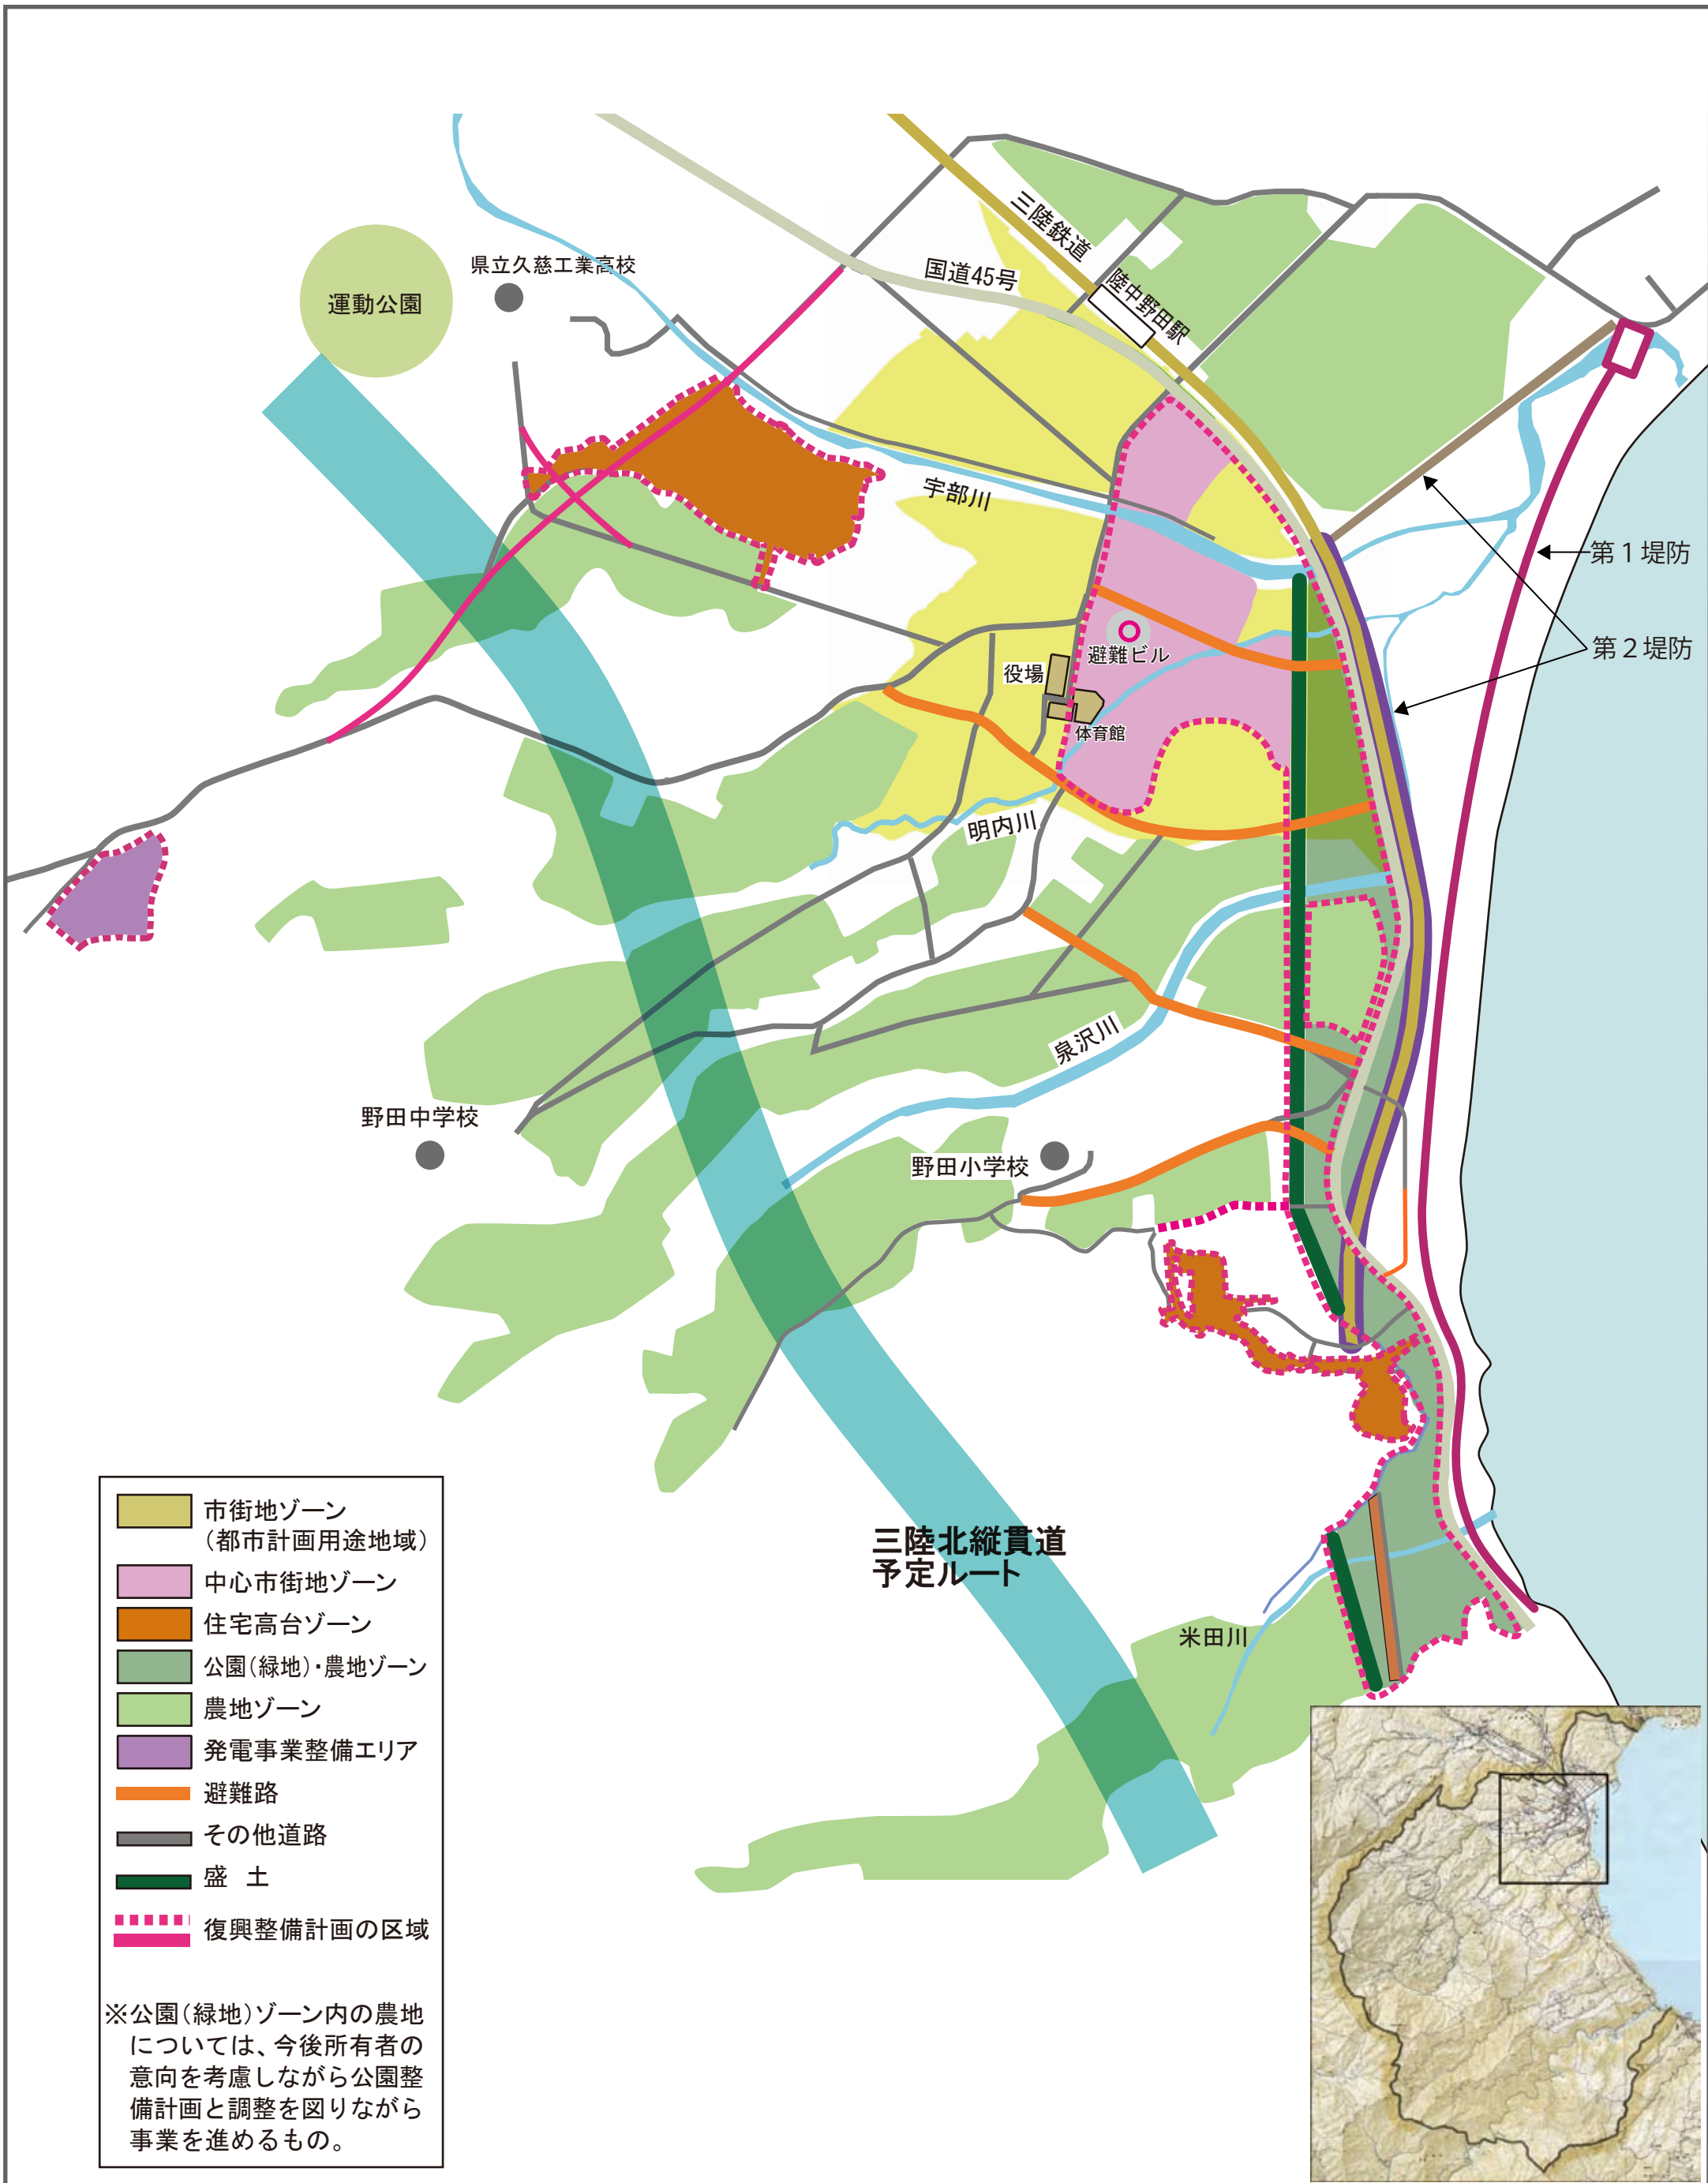 三陸鉄道
県立久慈工業高校
国道45号
陸中野田駅
運動公園
宇部川
第1堤防
第2堤防
避難ビル
役場
体育館
明内川
泉沢川
野田中学校
野田小学校
三陸北縦貫道
予定ルート
米田川
市街地ゾーン
（都市計画用途地域）
中心市街地ゾーン
住宅高台ゾーン
公園（緑地）・農地ゾーン
農地ゾーン
発電事業整備エリア
避難路
その他道路
盛 土
復興整備計画の区域
※公園（緑地）ゾーン内の農地
については、今後所有者の
意向を考慮しながら公園整
備計画と調整を図りながら
事業を進めるもの。